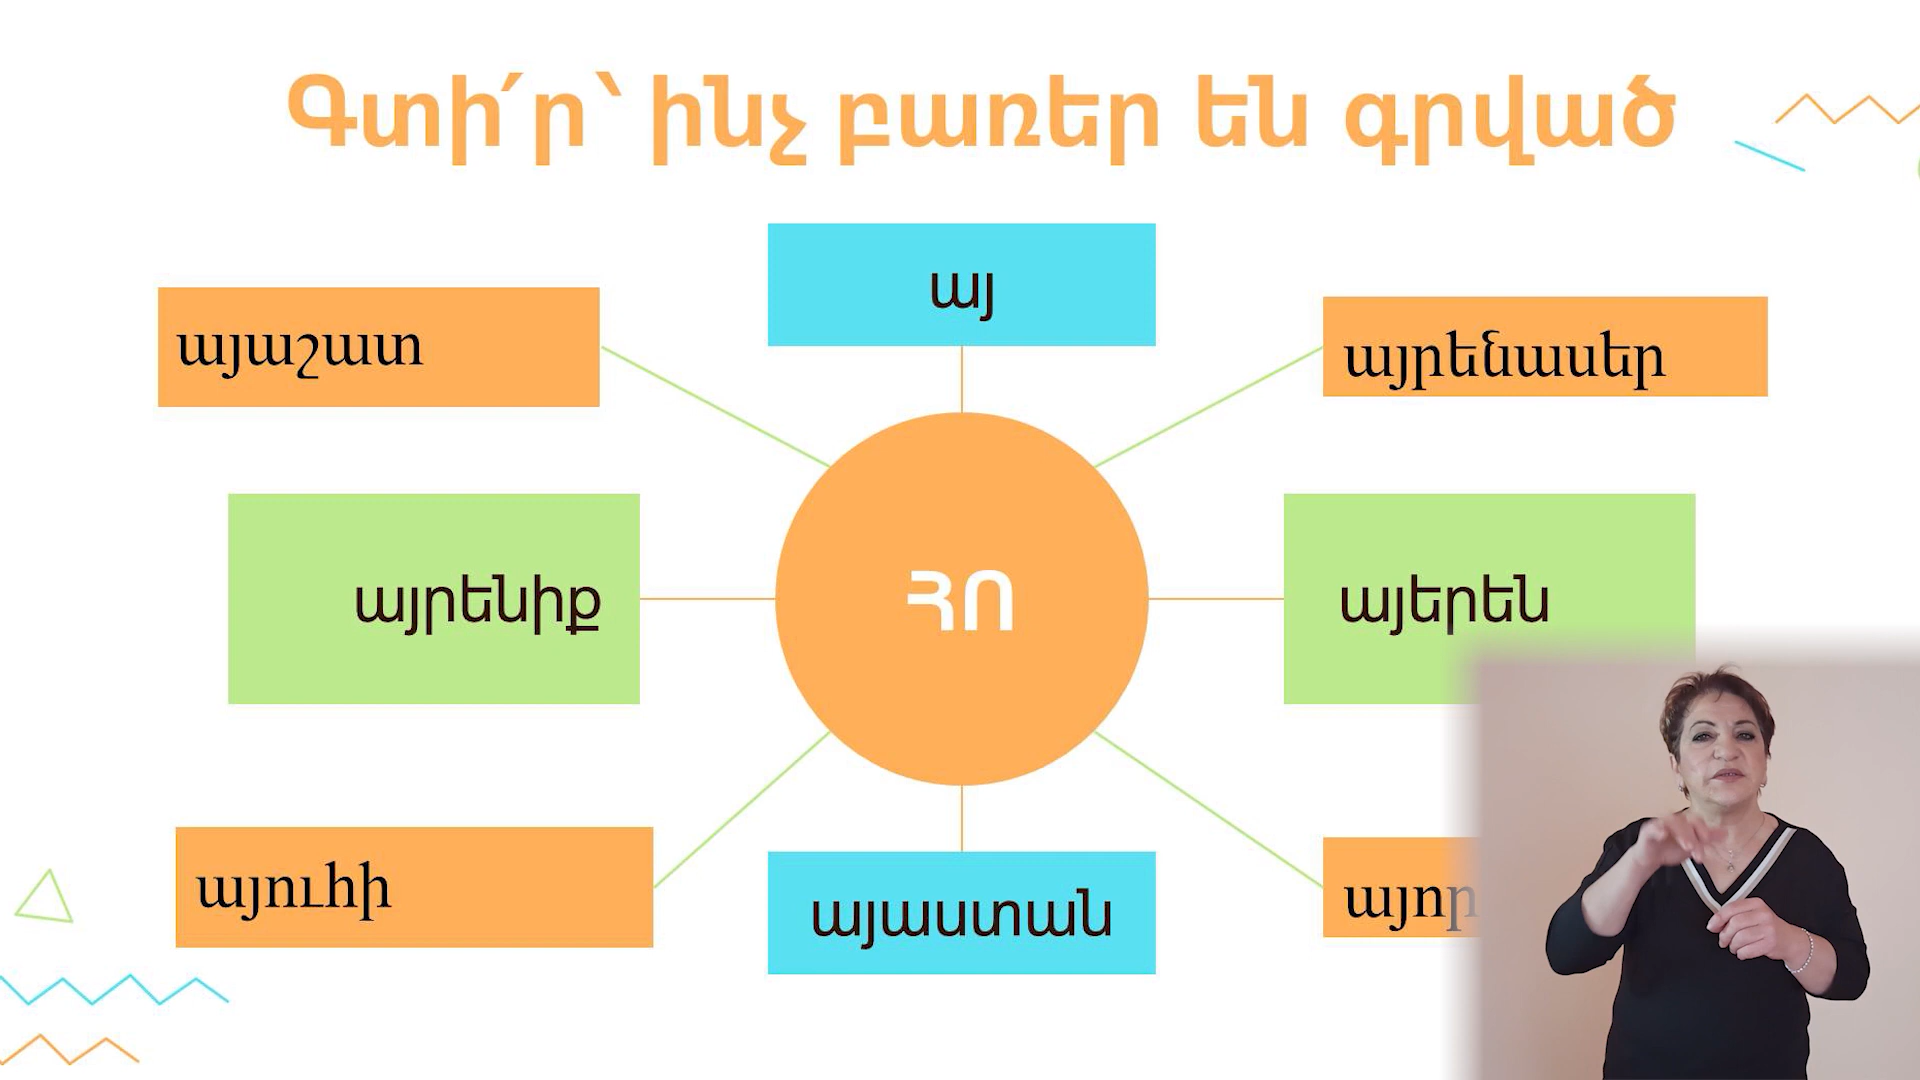 Գտի՛ր՝ ինչ բառեր են գրված
այ
այաշատ
այրենասեր
այրենիք
ՀՈ
այերեն
այուհի
այաստան